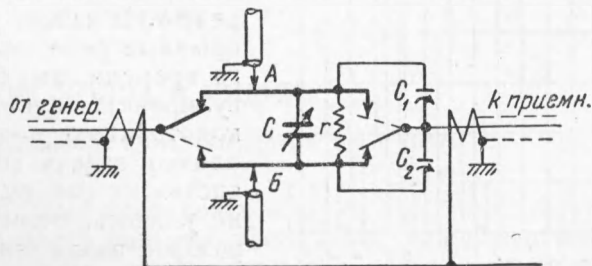 А
от генер.
C
r
C₁
к приемн.
C₂
Б